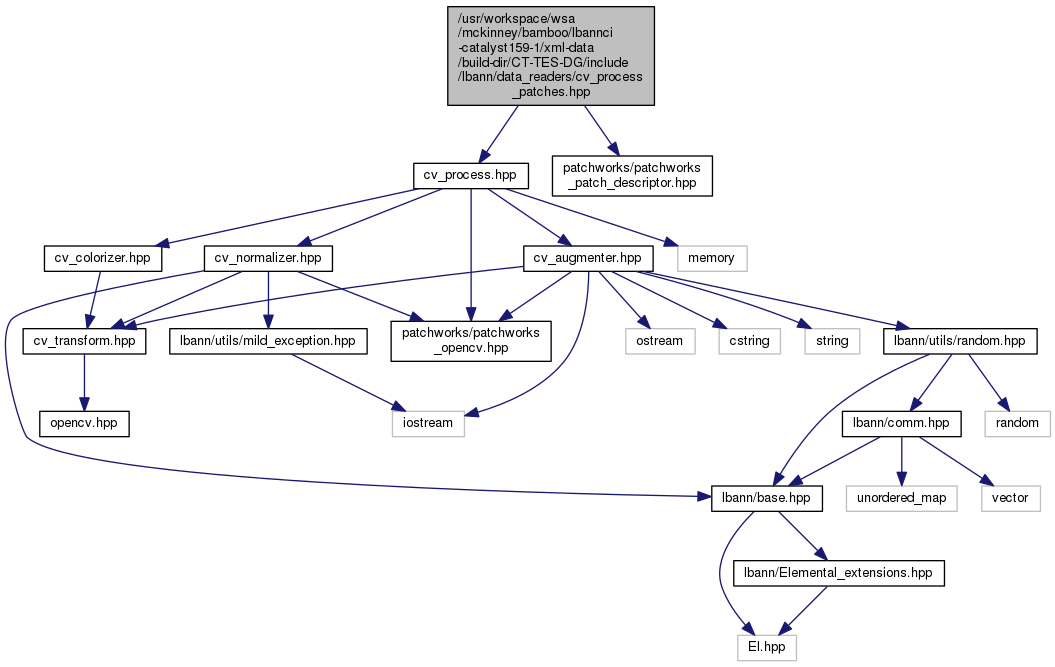 /usr/workspace/wsa
/mckinney/bamboo/lbannci
-catalyst159-1/xml-data
/build-dir/CT-TES-DG/include
/lbann/data_readers/cv_process
_patches.hpp
cv_process.hpp
patchworks/patchworks
_patch_descriptor.hpp
cv_colorizer.hpp
cv_normalizer.hpp
cv_augmenter.hpp
memory
cv_transform.hpp
lbann/utils/mild_exception.hpp
patchworks/patchworks
_opencv.hpp
ostream
cstring
string
lbann/utils/random.hpp
opencv.hpp
iostream
lbann/comm.hpp
random
lbann/base.hpp
unordered_map
vector
lbann/Elemental_extensions.hpp
El.hpp